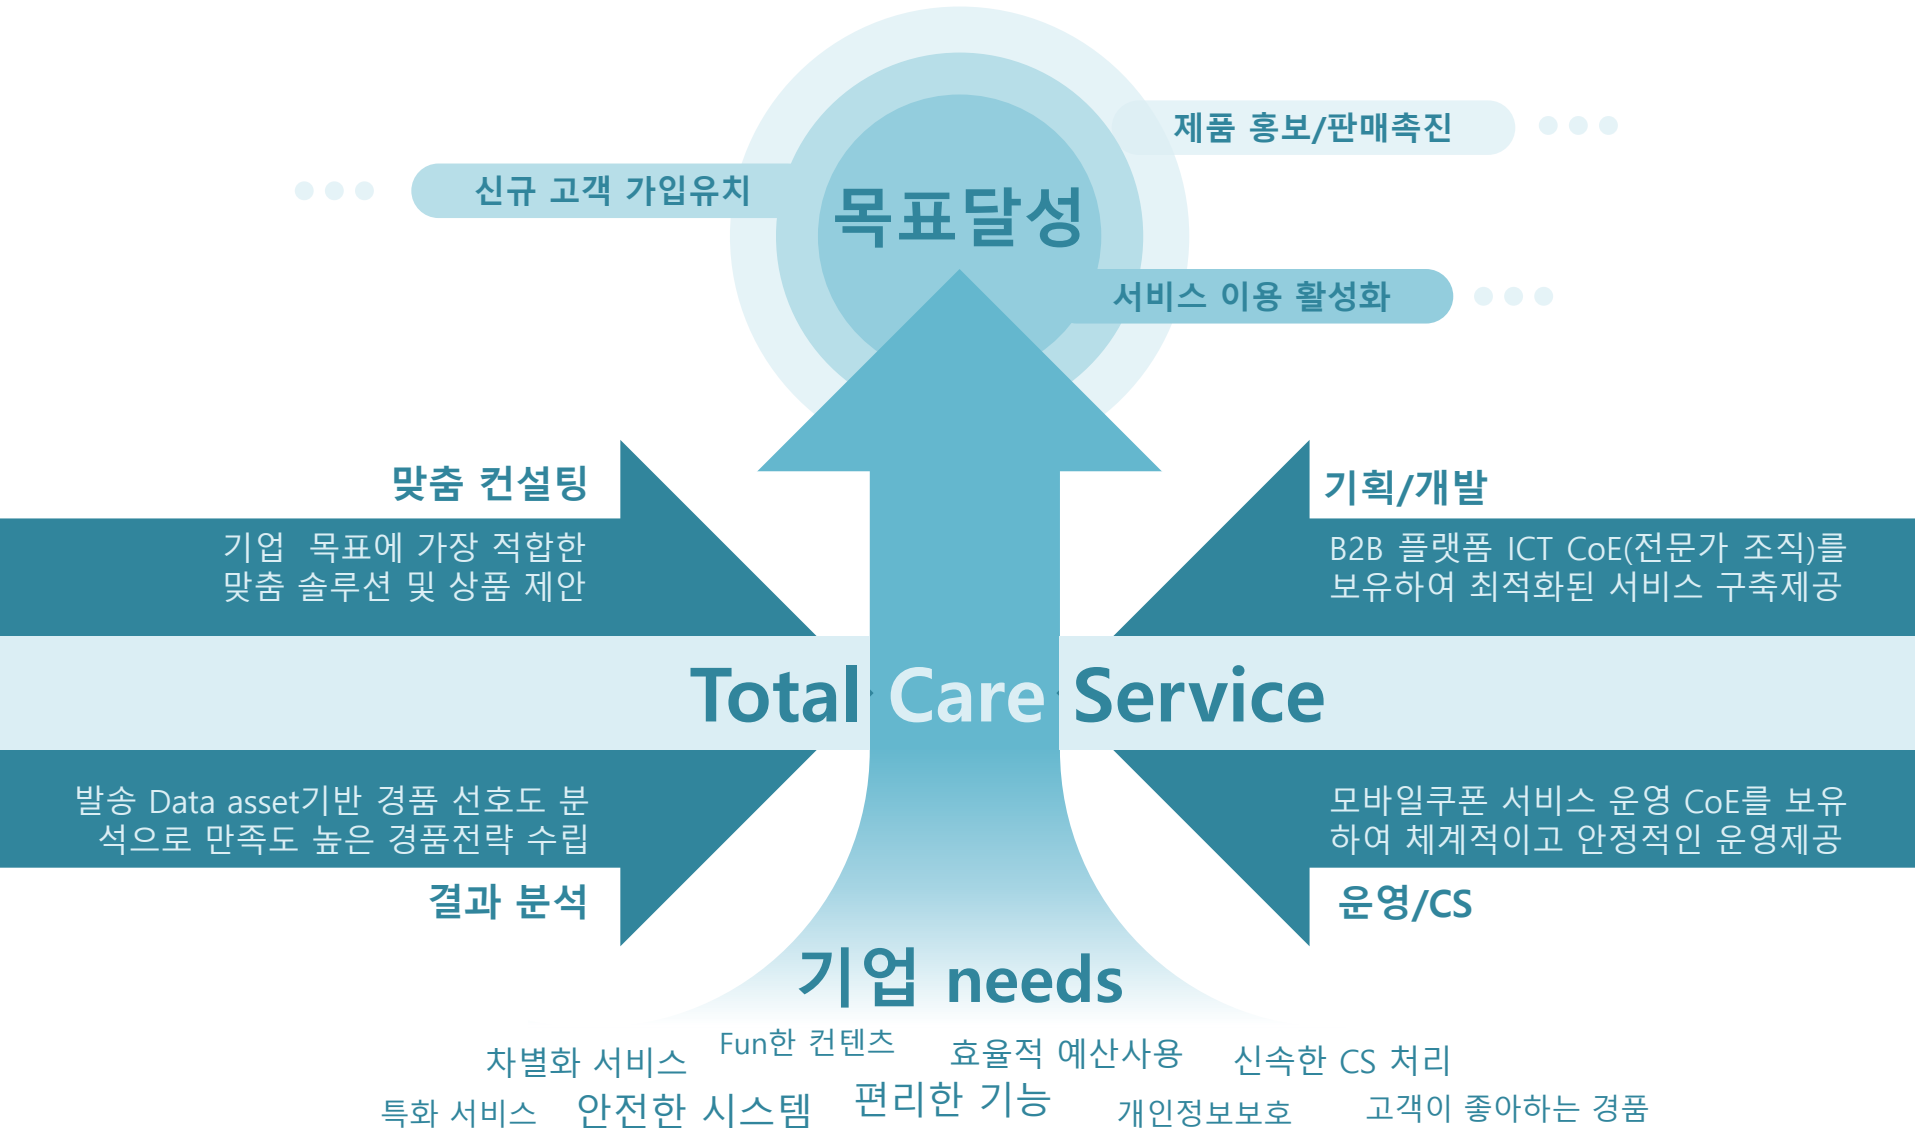 제품 홍보/판매촉진
신규 고객 가입유치
목표달성
서비스 이용 활성화
맞춤 컨설팅
기업 목표에 가장 적합한
맞춤 솔루션 및 상품 제안
기획/개발
B2B 플랫폼 ICT CoE(전문가 조직)를
보유하여 최적화된 서비스 구축제공
Total Care Service
발송 Data asset기반 경품 선호도 분
석으로 만족도 높은 경품전략 수립
결과 분석
모바일쿠폰 서비스 운영 CoE를 보유
하여 체계적이고 안정적인 운영제공
운영/CS
기업 needs
차별화 서비스 Fun한 컨텐츠 효율적 예산사용 신속한 CS 처리
특화 서비스 안전한 시스템 편리한 기능 개인정보보호 고객이 좋아하는 경품